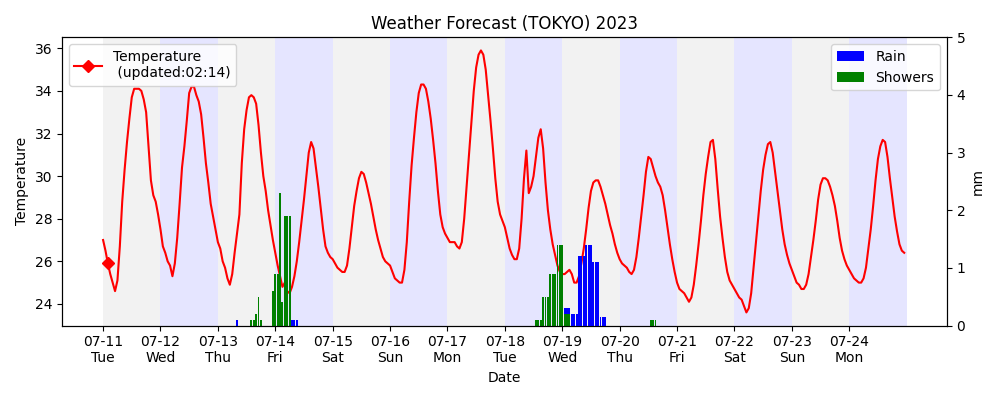 Weather Forecast (TOKYO) 2023
Temperature
(updated:02:14)
Rain
Showers
Temperature
36
34
32
30
28
26
24
5
4
3
2
1
0
mm
07-11 07-12 07-13 07-14 07-15 07-16 07-17 07-18 07-19 07-20 07-21 07-22 07-23 07-24
Tue Wed Thu Fri Sat Sun Mon Tue Wed Thu Fri Sat Sun Mon
Date